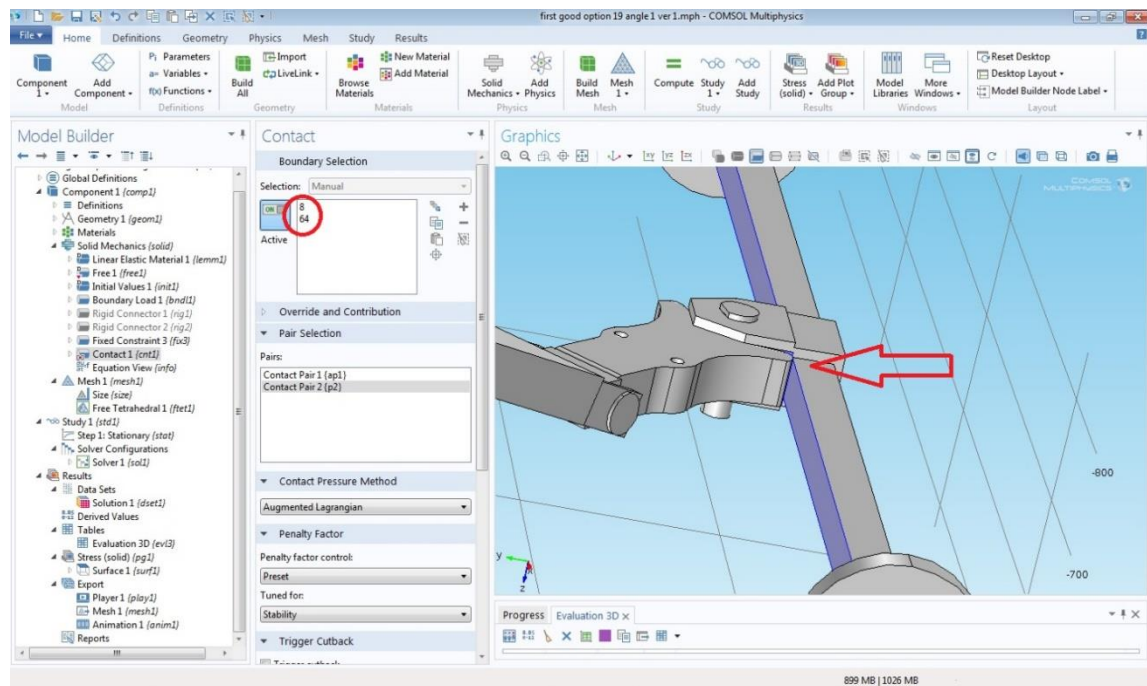 first good option 19 angle 1 ver 1.mph - COMSOL Multiphysics
File Home Definitions Geometry Physics Mesh Study Results
Component 1
Add Component
Pi Parameters
a= Variables
f(x) Functions
Build All
Import
LiveLink
Browse Materials
New Material
Add Material
Solid Mechanics
Add Physics
Build Mesh
Mesh 1
Compute
Study 1
Add Study
Stress (solid)
Add Plot Group
Model Libraries
More Windows
Reset Desktop
Desktop Layout
Model Builder Node Label
Model Definitions Geometry Materials Physics Mesh Study Results Windows Layout
Model Builder
Global Definitions
Component 1 (comp1)
Definitions
Geometry 1 (geom1)
Materials
Solid Mechanics (solid)
Linear Elastic Material 1 (lemm1)
Free 1 (free1)
Initial Values 1 (init1)
Boundary Load 1 (bndl1)
Rigid Connector 1 (rig1)
Rigid Connector 2 (rig2)
Fixed Constraint 3 (fix3)
Contact 1 (cnt1)
Equation View (info)
Mesh 1 (mesh1)
Size (size)
Free Tetrahedral 1 (ftet1)
Study 1 (std1)
Step 1: Stationary (stat)
Solver Configurations
Solver 1 (sol1)
Results
Data Sets
Solution 1 (dset1)
Derived Values
Tables
Evaluation 3D (evl3)
Stress (solid) (pg1)
Surface 1 (surf1)
Export
Player 1 (play1)
Mesh 1 (mesh1)
Animation 1 (anim1)
Reports
Contact
Boundary Selection
Selection: Manual
ON
8
64
Active
Override and Contribution
Pair Selection
Pairs:
Contact Pair 1 (ap1)
Contact Pair 2 (p2)
Contact Pressure Method
Augmented Lagrangian
Penalty Factor
Penalty factor control:
Preset
Tuned for:
Stability
Trigger Cutback
Graphics
COMSOL
MULTIPHYSICS
-800
-700
y
z
Progress Evaluation 3D
899 MB | 1026 MB